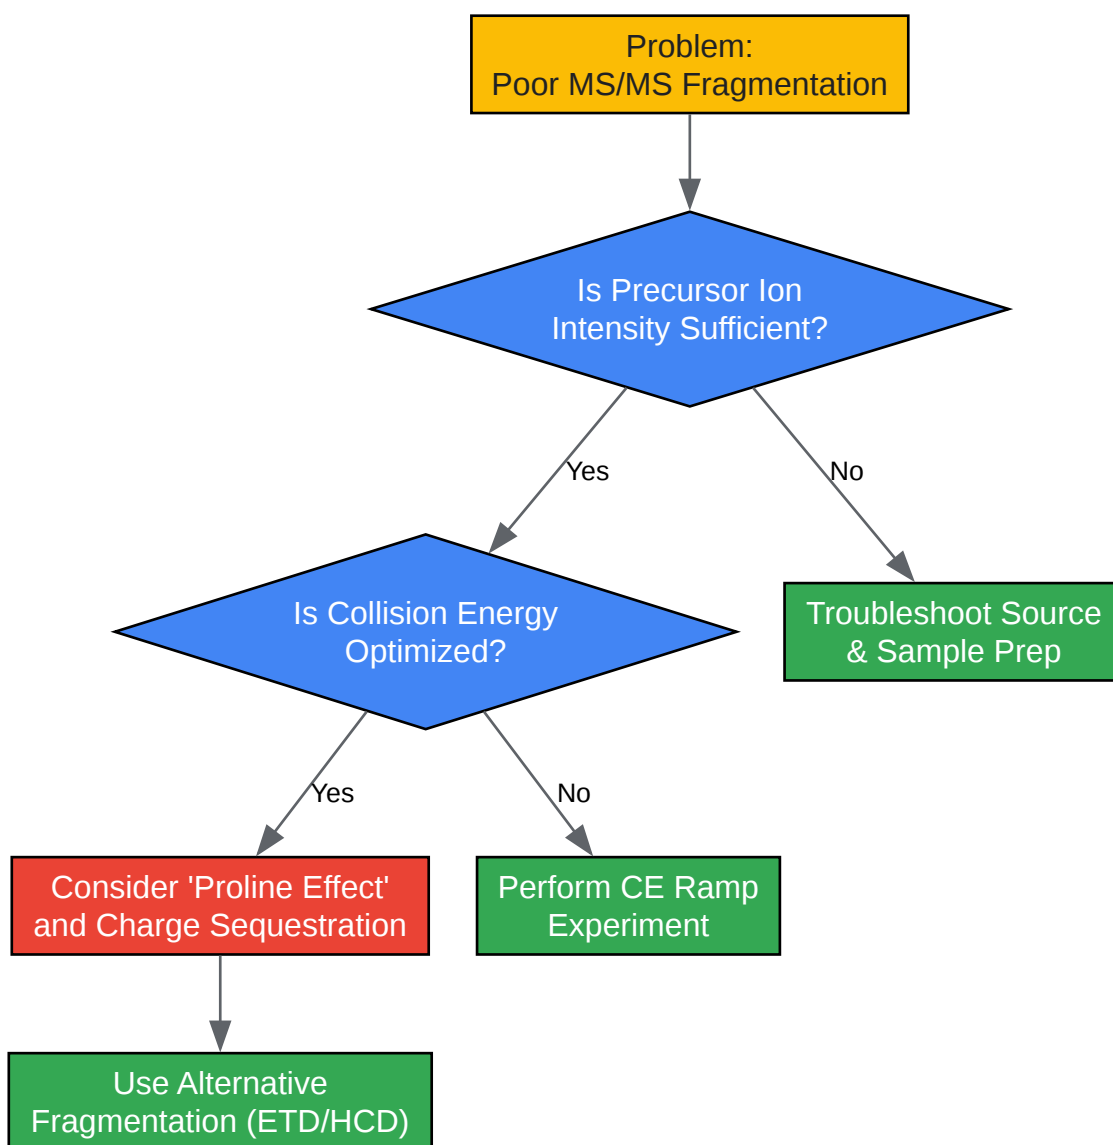 Problem:
Poor MS/MS Fragmentation
Is Precursor Ion
Intensity Sufficient?
Yes
No
Is Collision Energy
Optimized?
Troubleshoot Source
& Sample Prep
Yes
No
Consider 'Proline Effect'
and Charge Sequestration
Perform CE Ramp
Experiment
Use Alternative
Fragmentation (ETD/HCD)